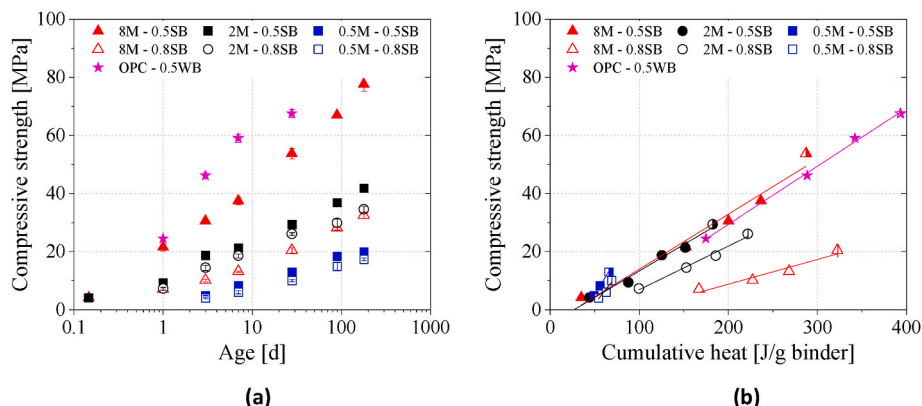 100
80
60
40
20
0
Compressive strength [MPa]
8M - 0.5SB 2M - 0.5SB 0.5M - 0.5SB
8M - 0.8SB 2M - 0.8SB 0.5M - 0.8SB
OPC - 0.5WB
0.1 1 10 100 1000
Age [d]
(a)
100
80
60
40
20
0
Compressive strength [MPa]
8M - 0.5SB 2M - 0.5SB 0.5M - 0.5SB
8M - 0.8SB 2M - 0.8SB 0.5M - 0.8SB
OPC - 0.5WB
0 100 200 300 400
Cumulative heat [J/g binder]
(b)